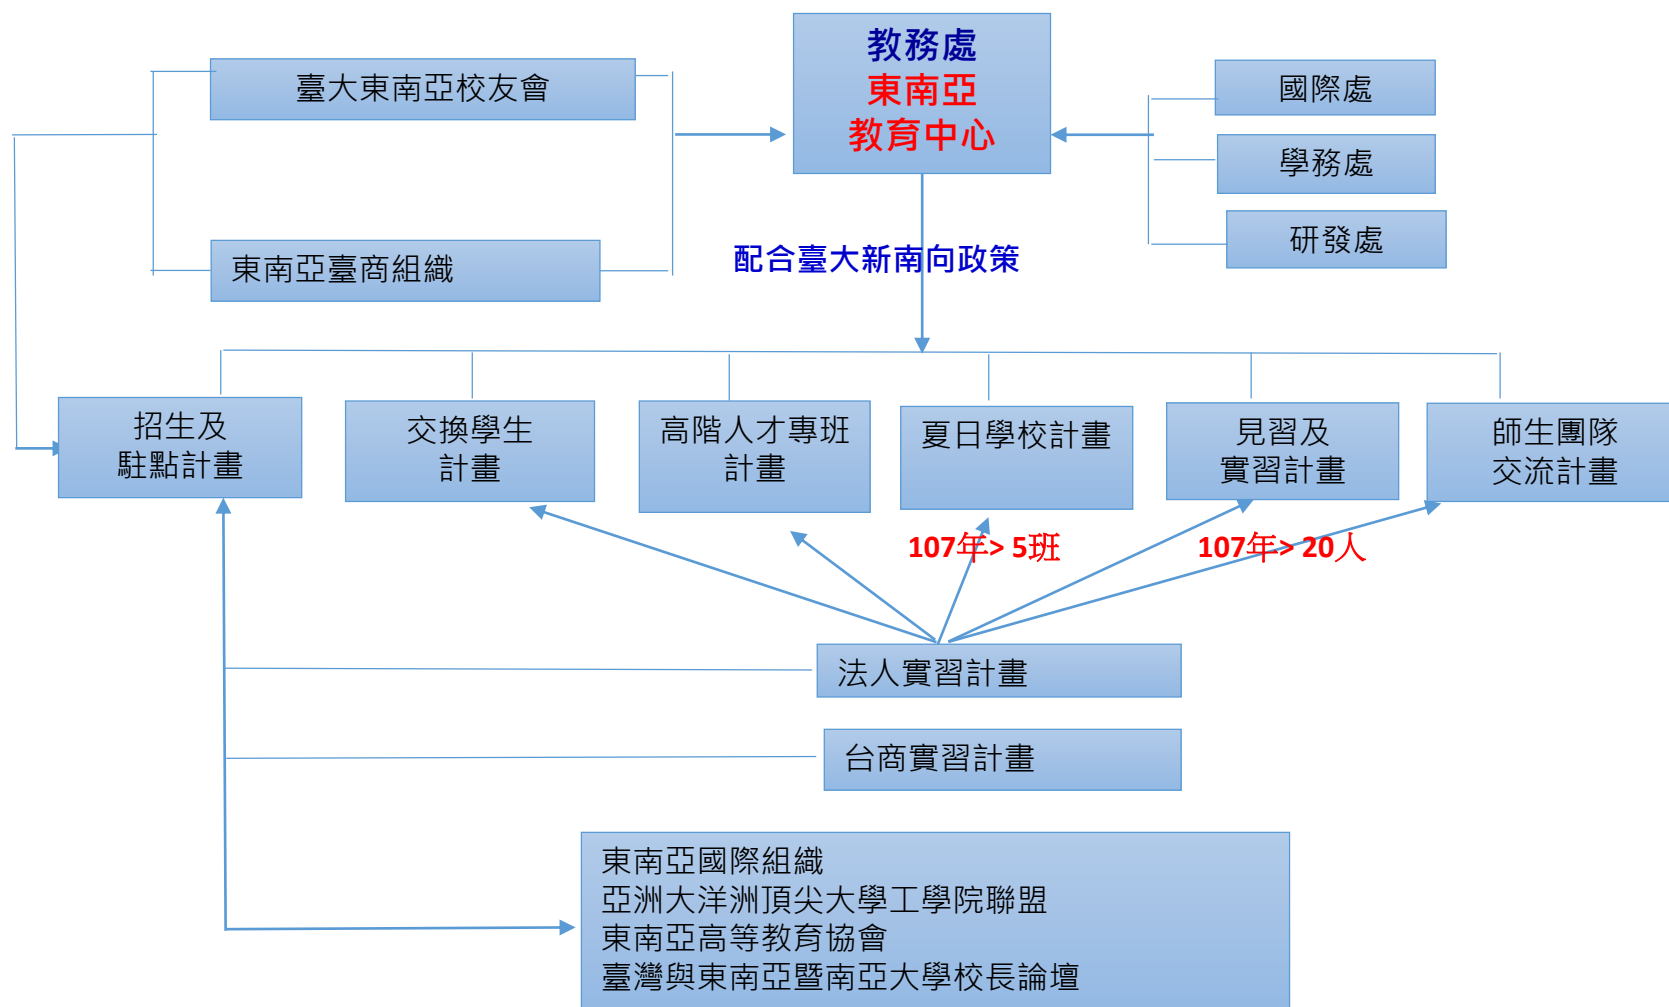 教務處
東南亞
教育中心
臺大東南亞校友會
東南亞臺商組織
國際處
學務處
研發處
配合臺大新南向政策
招生及
駐點計畫
交換學生
計畫
高階人才專班
計畫
夏日學校計畫
見習及
實習計畫
師生團隊
交流計畫
107年> 5班
107年> 20人
法人實習計畫
台商實習計畫
東南亞國際組織
亞洲大洋洲頂尖大學工學院聯盟
東南亞高等教育協會
臺灣與東南亞暨南亞大學校長論壇